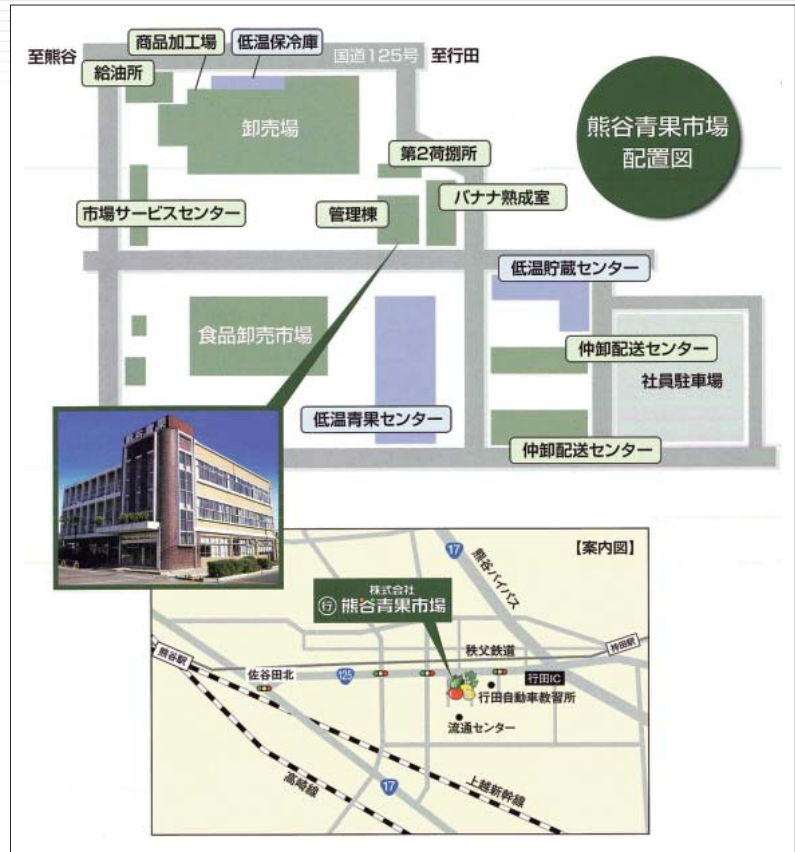 至熊谷
商品加工場
低温保冷庫
国道125号
至行田
給油所
卸売場
熊谷青果市場
配置図
第2荷捌所
バナナ熟成室
市場サービスセンター
管理棟
低温貯蔵センター
食品卸売市場
仲卸配送センター
社員駐車場
低温青果センター
仲卸配送センター
熊谷青果
【案内図】
17
熊谷バイパス
株式会社
行 熊谷青果市場
秩父鉄道
持田駅
熊谷駅
佐谷田北
125
行田IC
行田自動車教習所
流通センター
17
高崎線
上越新幹線